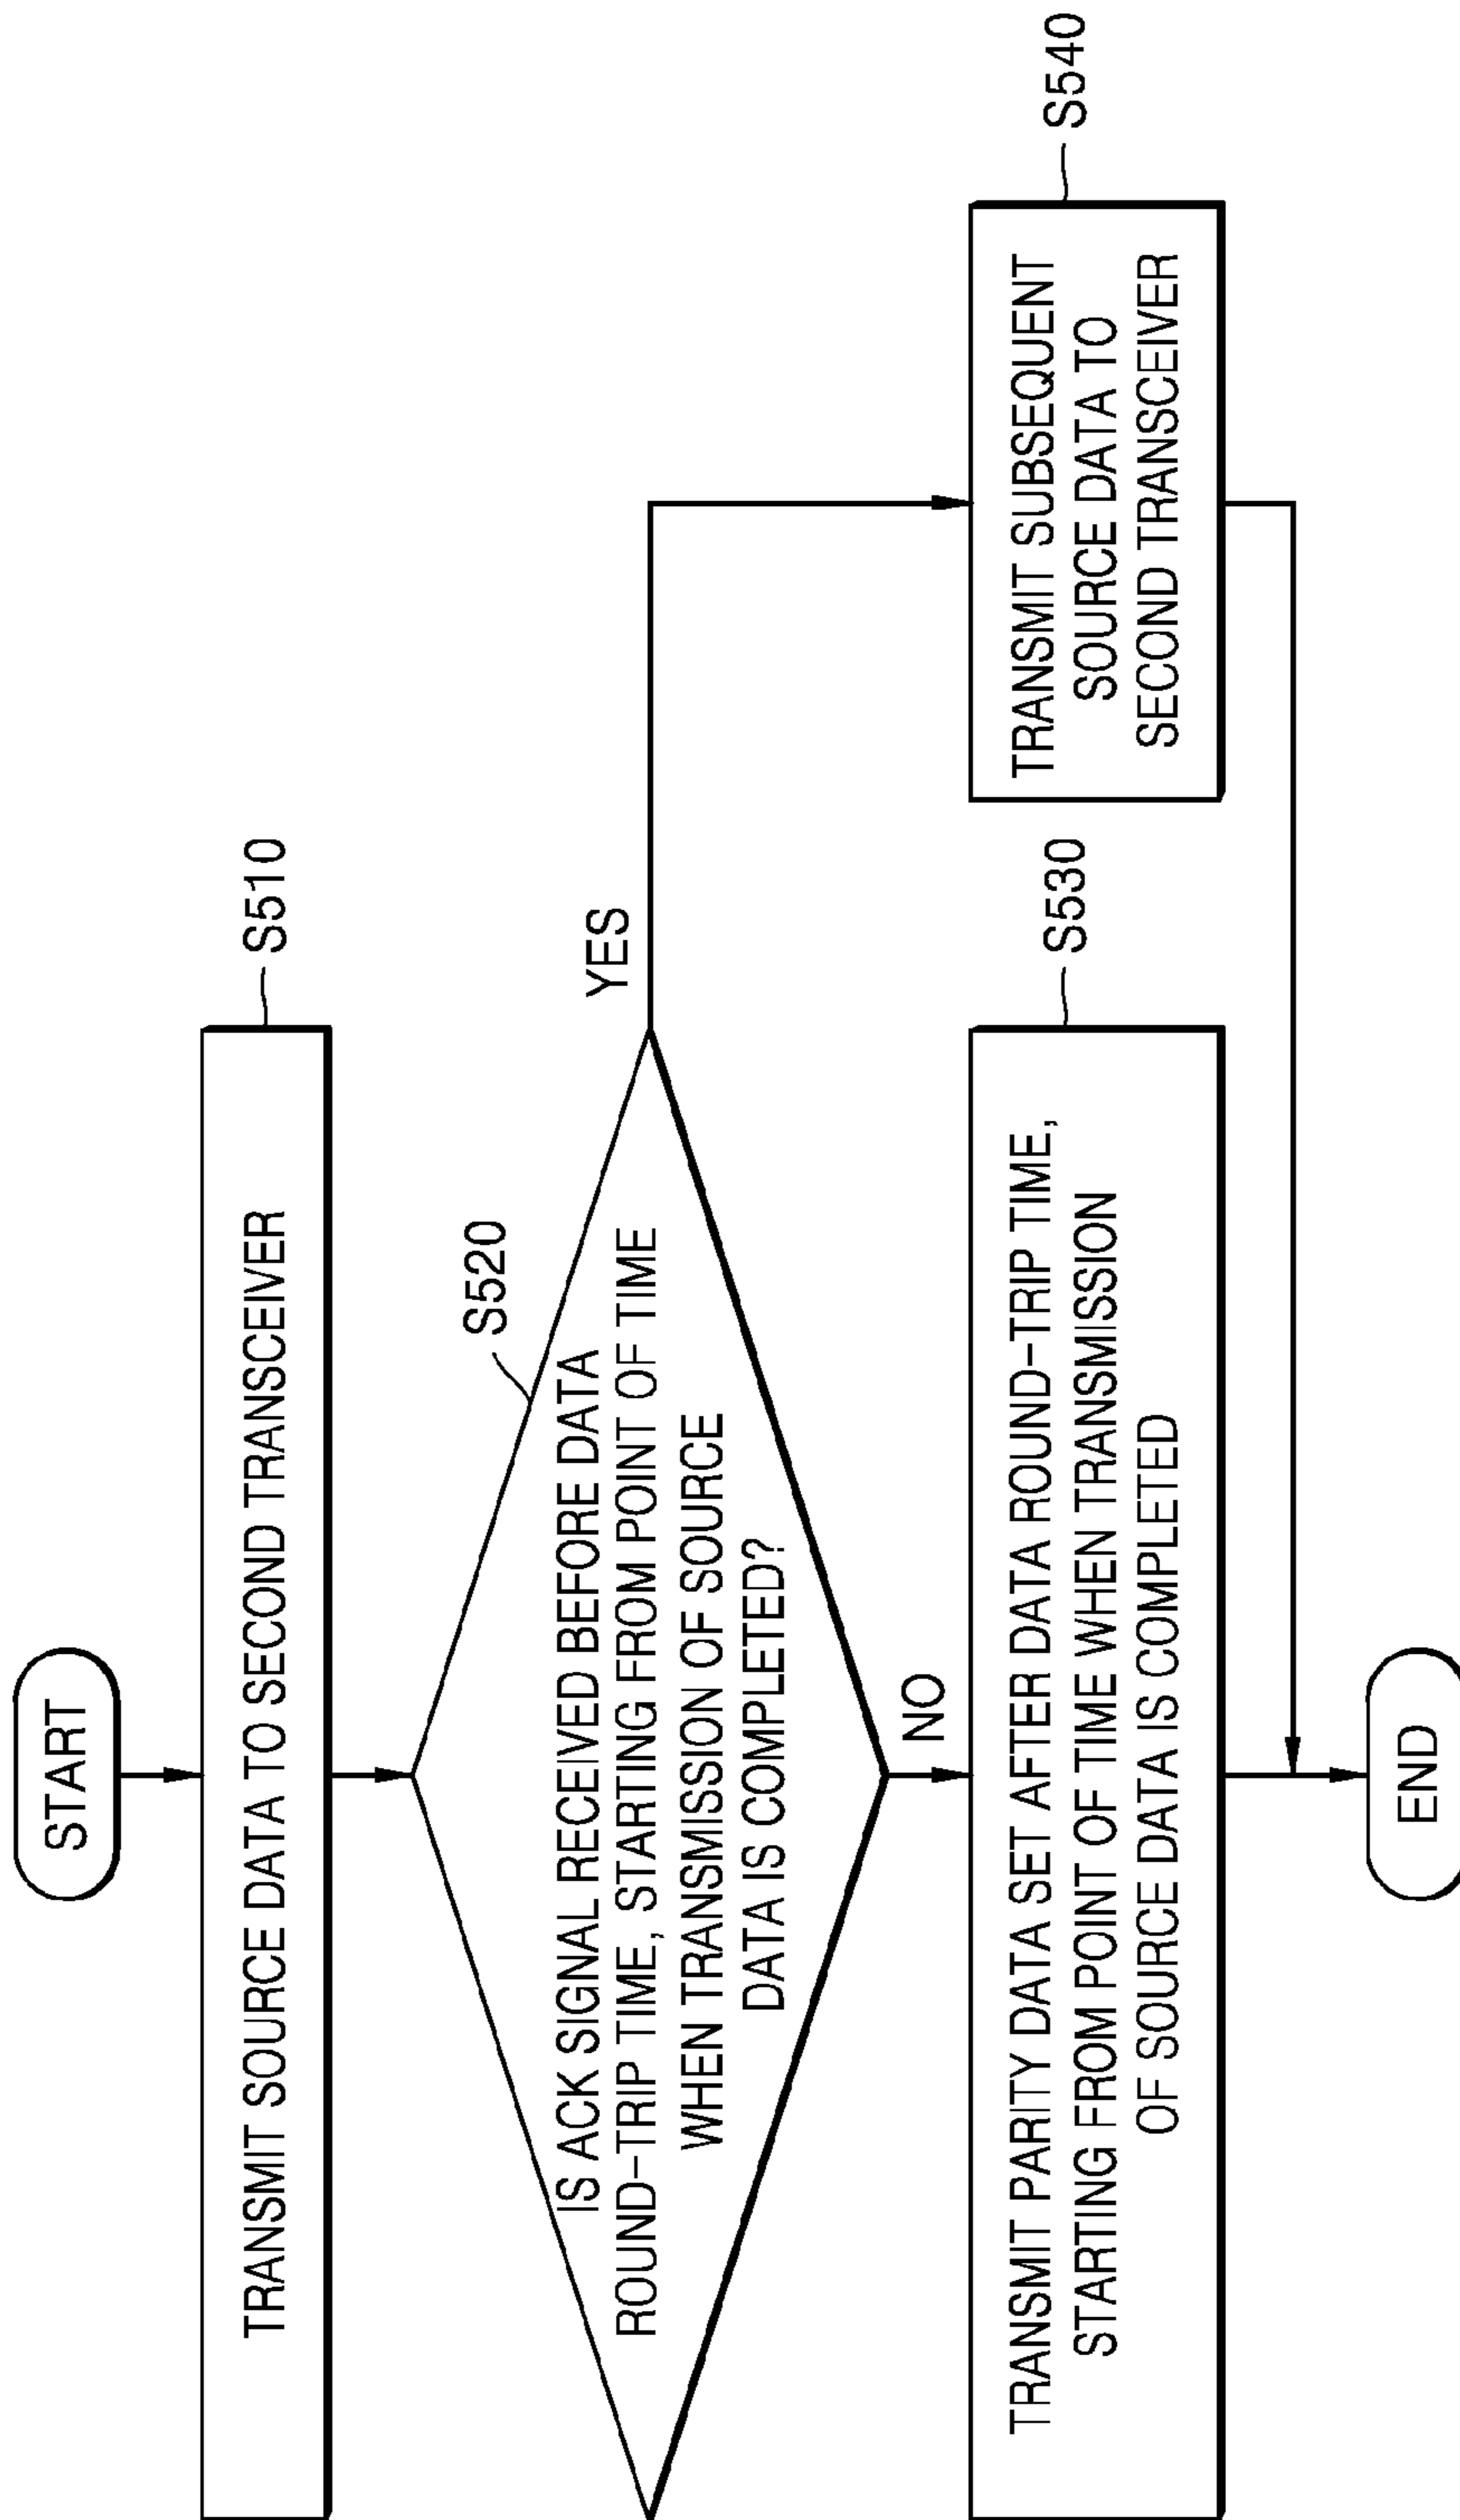 START
TRANSMIT SOURCE DATA TO SECOND TRANSCEIVER
S510
S520
IS ACK SIGNAL RECEIVED BEFORE DATA
ROUND-TRIP TIME, STARTING FROM POINT OF TIME
WHEN TRANSMISSION OF SOURCE
DATA IS COMPLETED?
YES
NO
TRANSMIT PARITY DATA SET AFTER DATA ROUND-TRIP TIME,
STARTING FROM POINT OF TIME WHEN TRANSMISSION
OF SOURCE DATA IS COMPLETED
S530
TRANSMIT SUBSEQUENT
SOURCE DATA TO
SECOND TRANSCEIVER
S540
END